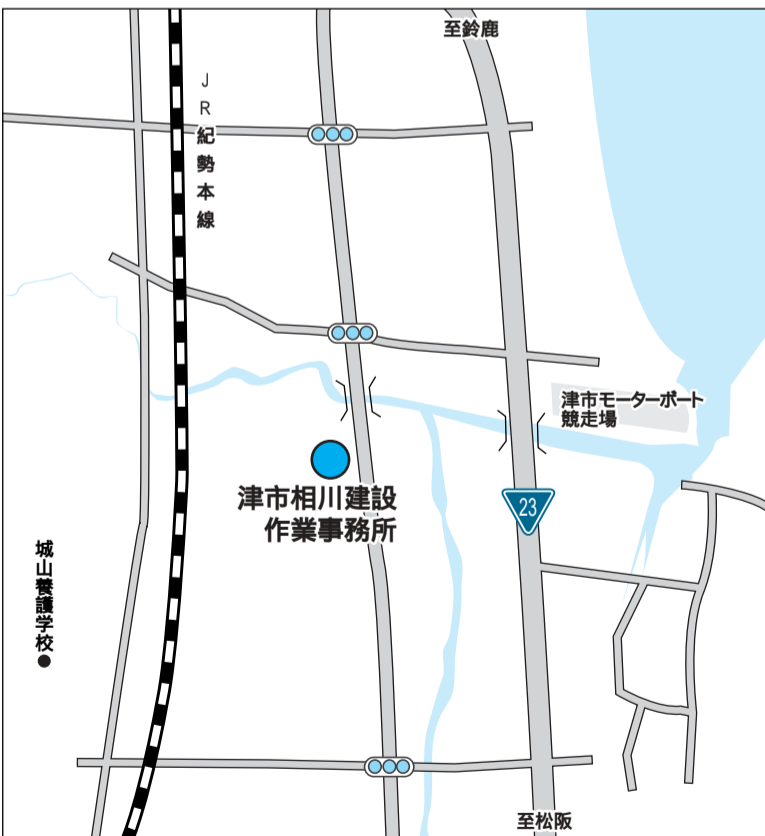 至鈴鹿
JR紀勢本線
津市モーターボート
競走場
津市相川建設
作業事務所
23
城山養護学校
至松阪